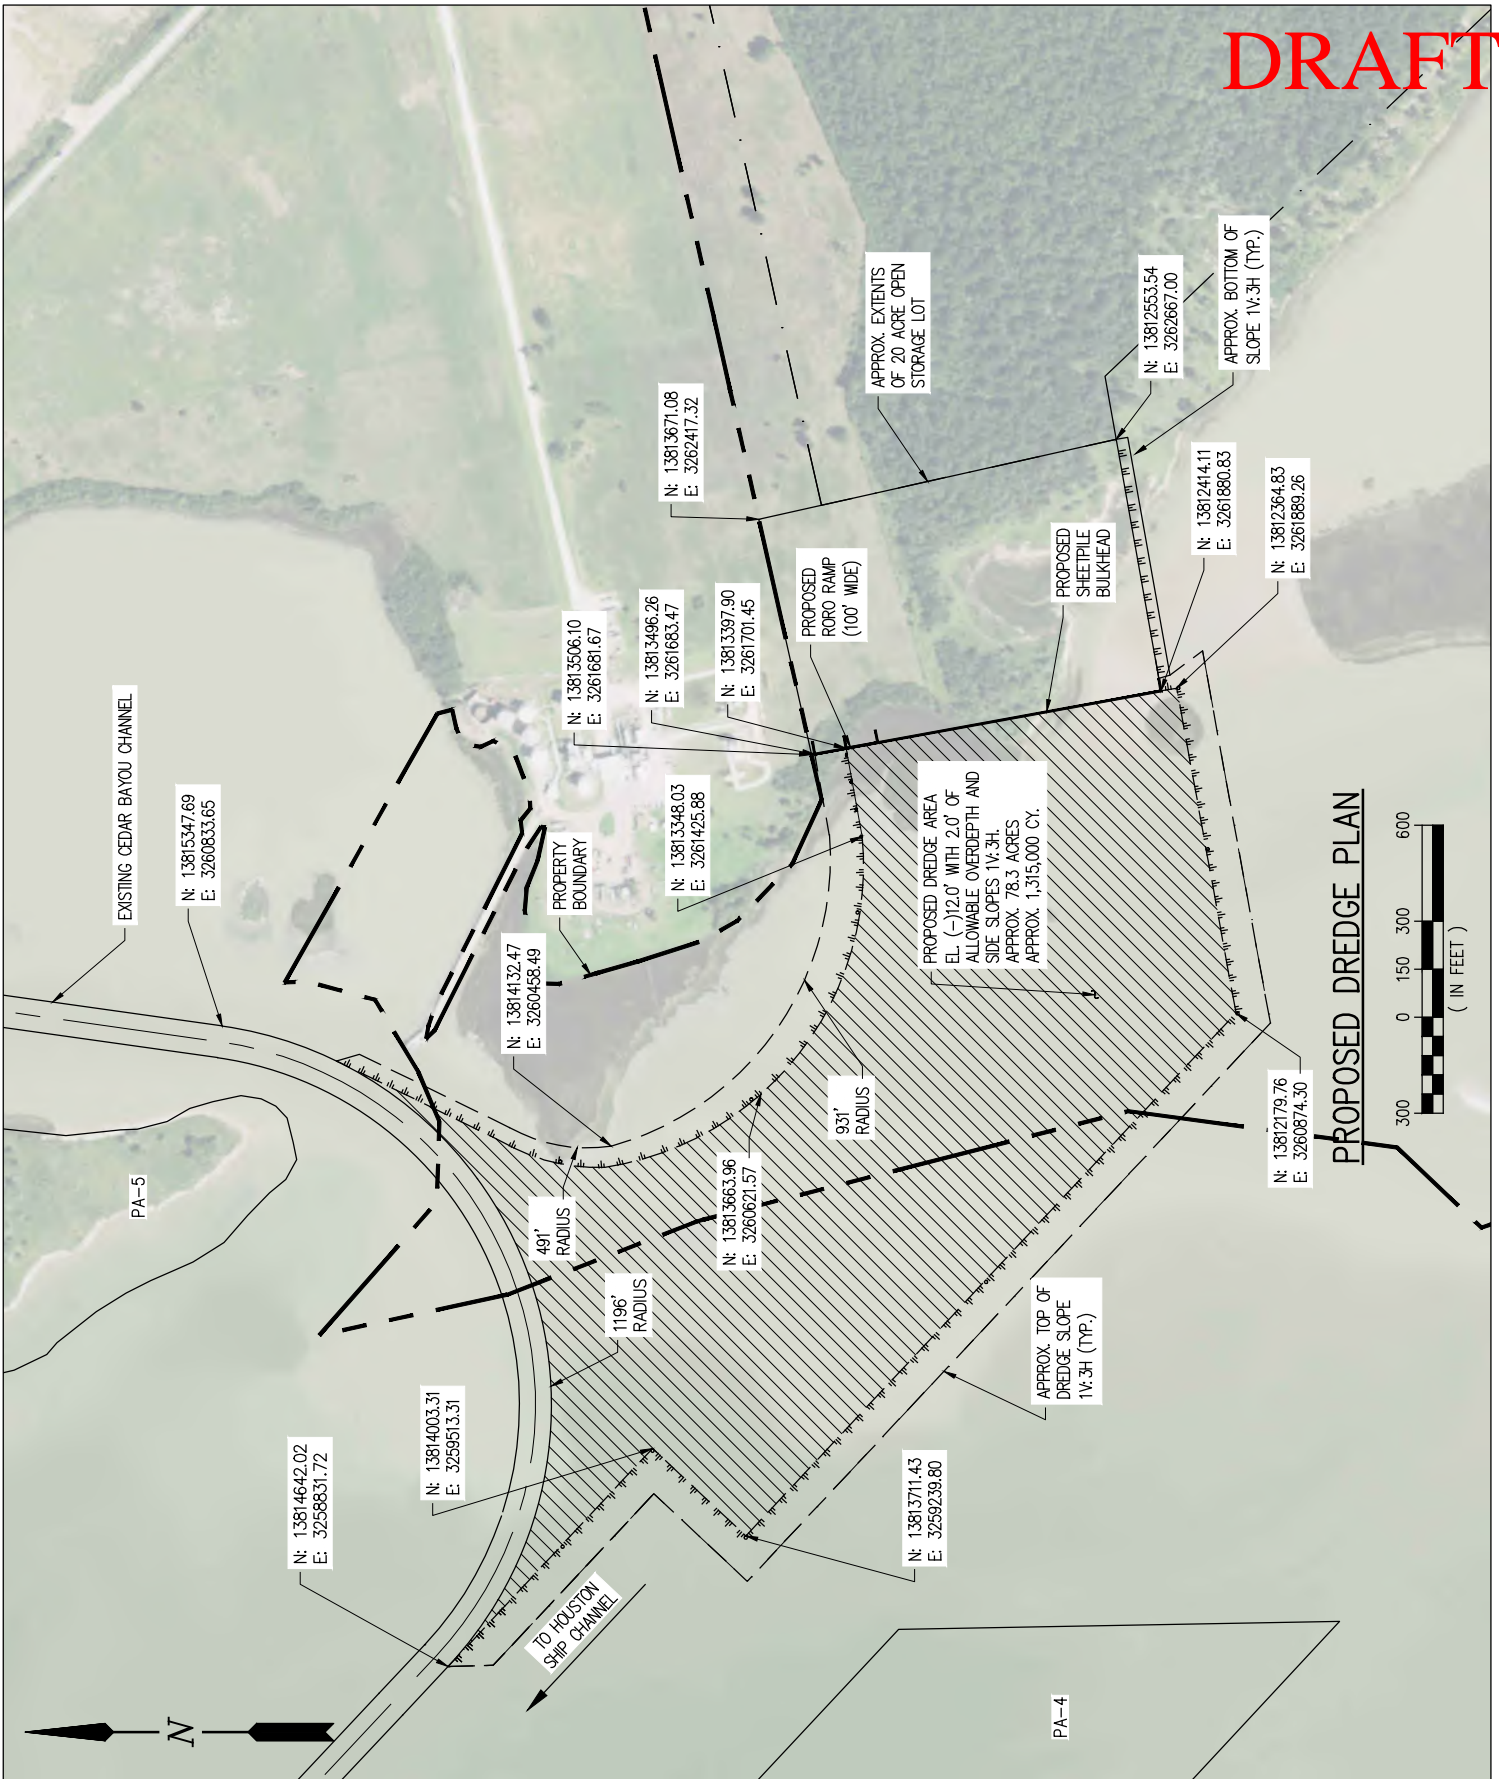 DRAFT
EXISTING CEDAR BAYOU CHANNEL
N: 13815347.69
E: 3260833.65
PA-5
N: 13814642.02
E: 3258831.72
N: 13814003.31
E: 3259513.31
1196'
RADIUS
491'
RADIUS
N: 13814132.47
E: 3260458.49
PROPERTY
BOUNDARY
N: 13813506.10
E: 3261681.67
N: 13813496.26
E: 3261683.47
N: 13813397.90
E: 3261701.45
N: 13813671.08
E: 3262417.32
N: 13813348.03
E: 3261425.88
PROPOSED
RORO RAMP
(100' WIDE)
APPROX. EXTENTS
OF 20 ACRE OPEN
STORAGE LOT
N: 13812553.54
E: 3262667.00
APPROX. BOTTOM OF
SLOPE 1V:3H (TYP.)
PROPOSED
SHEETPILE
BULKHEAD
N: 13812414.11
E: 3261880.83
N: 13812364.83
E: 3261889.26
PROPOSED DREDGE AREA
EL. (-)12.0' WITH 2.0' OF
ALLOWABLE OVERDEPTH AND
SIDE SLOPES 1V:3H.
APPROX. 78.3 ACRES
APPROX. 1,315,000 CY.
931'
RADIUS
N: 13813663.96
E: 3260621.57
N: 13812179.76
E: 3260874.30
APPROX. TOP OF
DREDGE SLOPE
1V:3H (TYP.)
N: 13813711.43
E: 3259239.80
TO HOUSTON
SHIP CHANNEL
PA-4
N
PROPOSED DREDGE PLAN
300 0 150 300 600
( IN FEET )